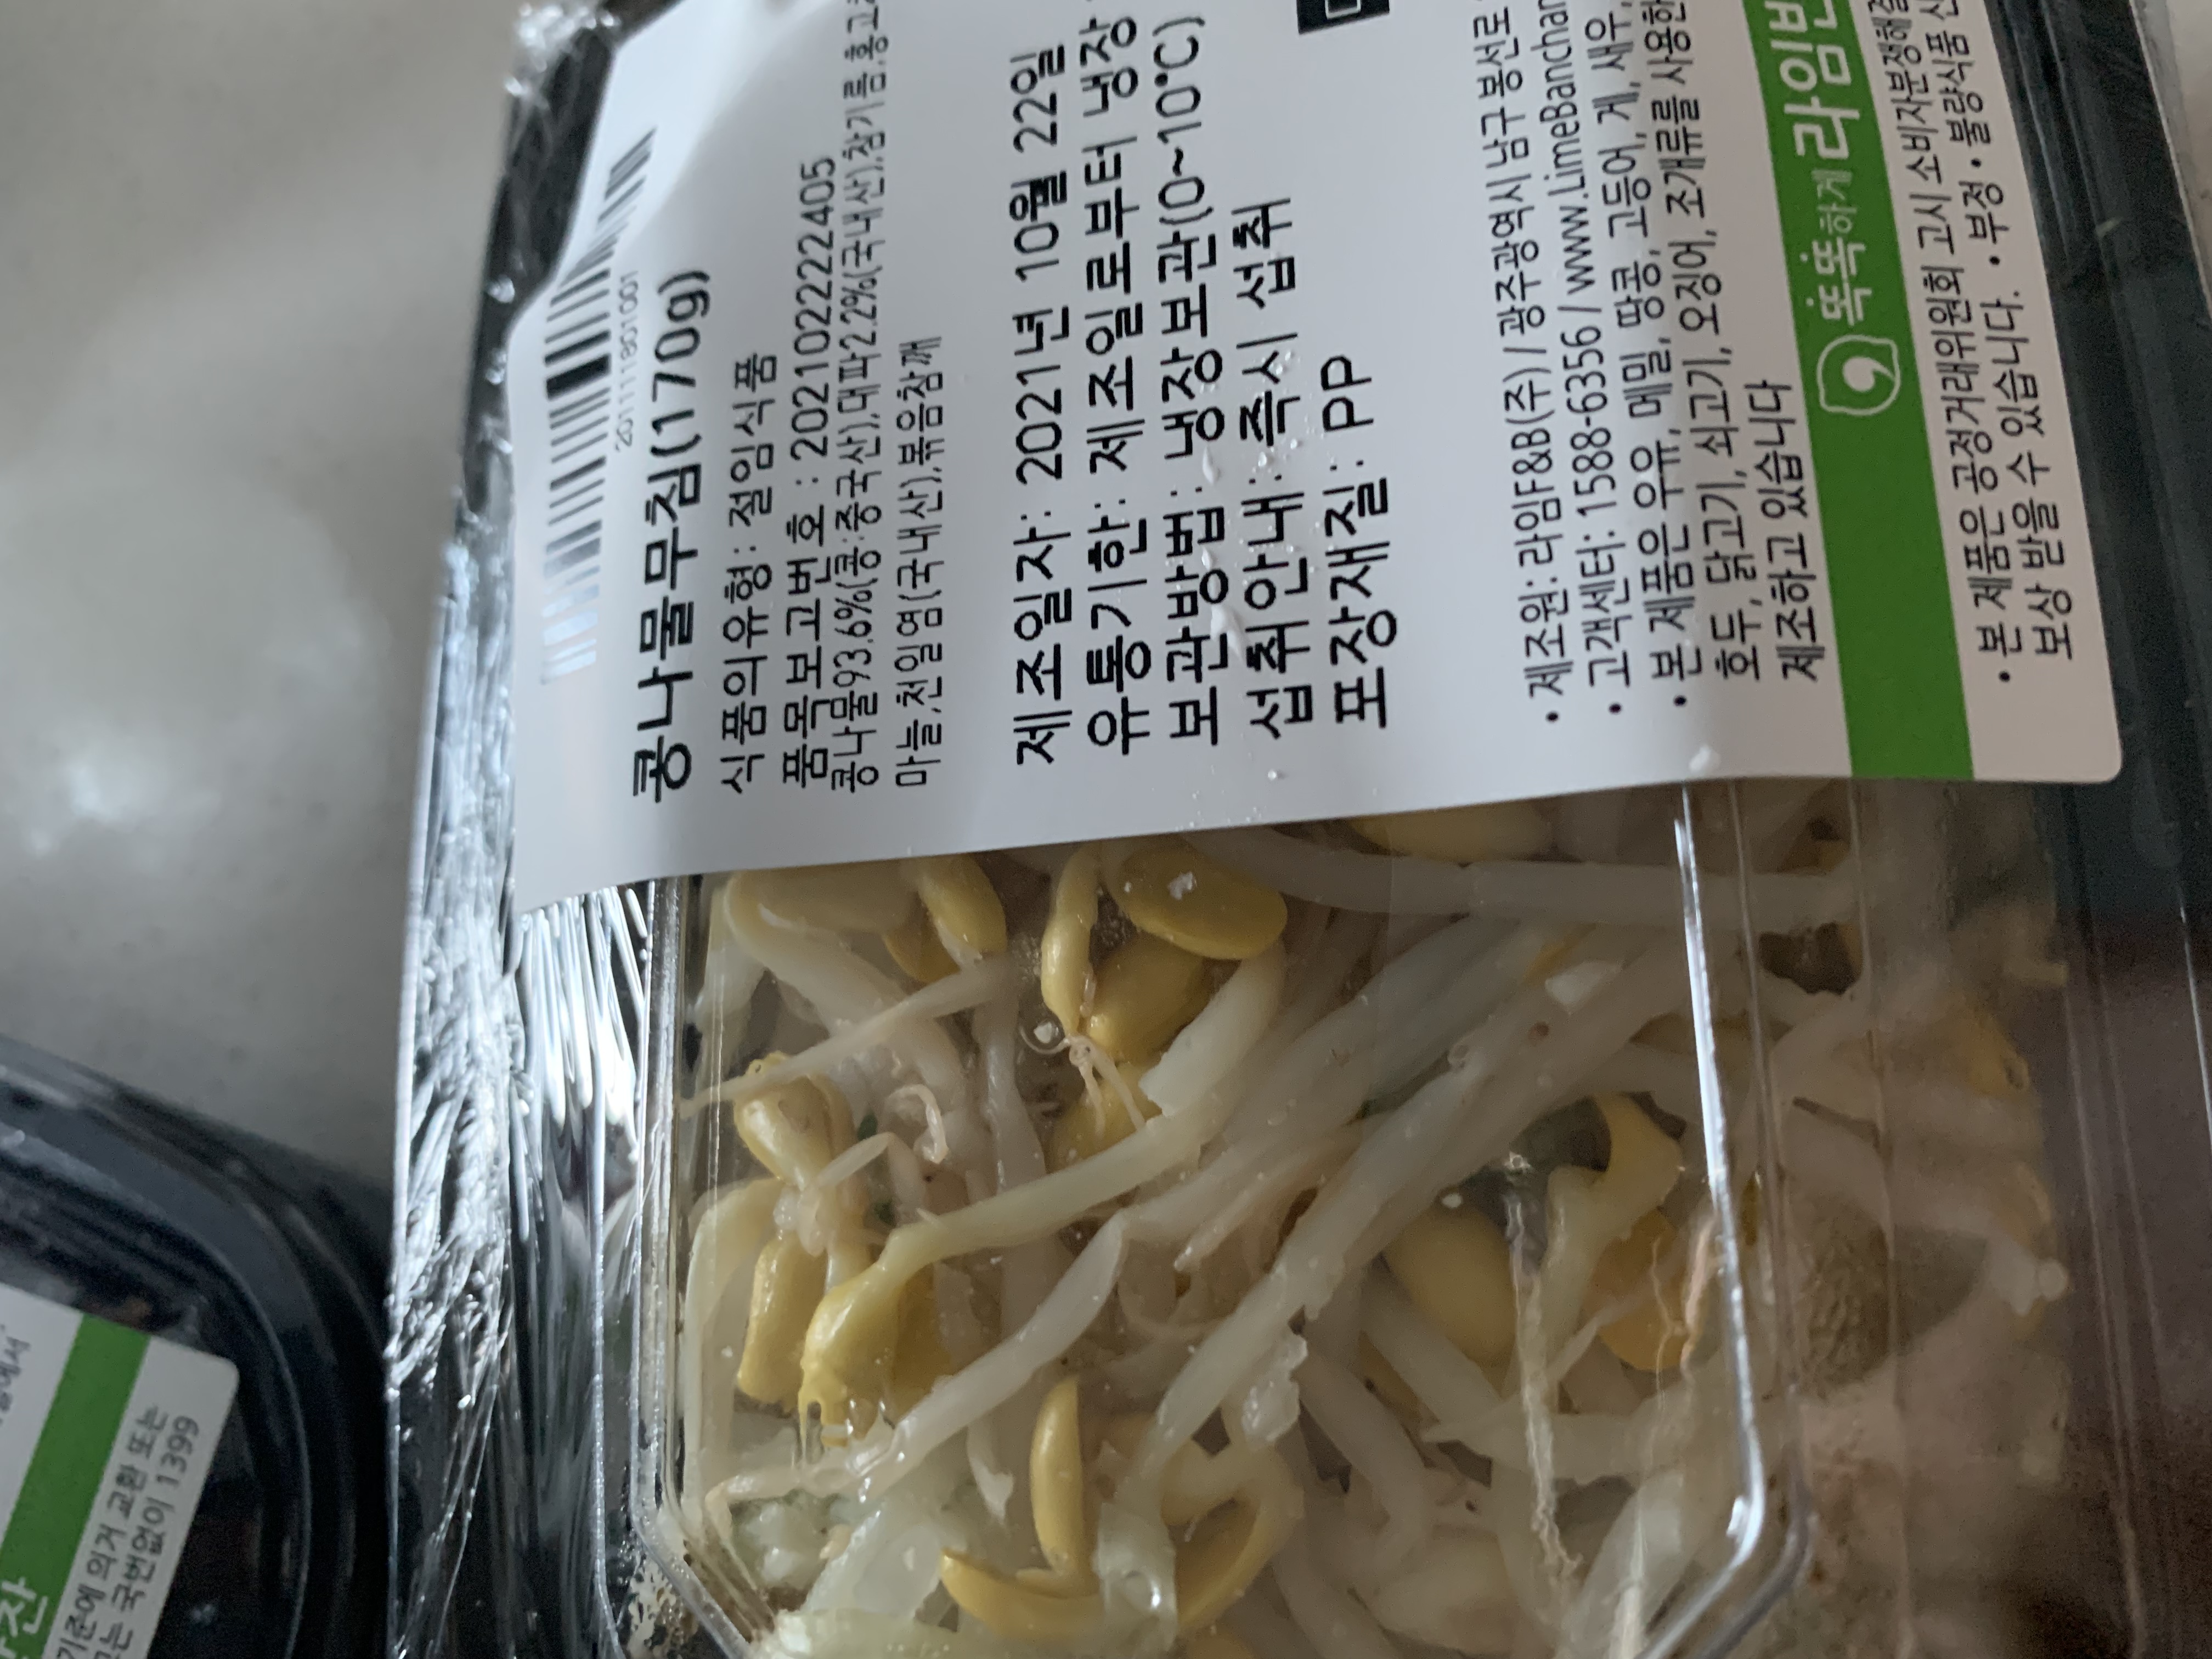 201111801001
콩나물무침(170g)
식품의유형: 절임식품
품목보고번호: 20210222222405
콩나물93.6%(콩:중국산),대파2.2%(국내산),참기름,홍고
마늘,천일염(국내산),볶음참깨
제조일자: 2021년 10월 22일
유통기한: 제조일로부터 냉장
보관방법: 냉장보관(0~10℃)
섭취안내: 즉시 섭취
포장재질: PP
• 제조원: 라임F&B(주) / 광주광역시 남구 봉선로
• 고객센터: 1588-6356 / www.LimeBanchan
• 본 제품은 우유, 메밀, 땅콩, 고등어, 게, 새우,
호두, 닭고기, 쇠고기, 오징어, 조개류를 사용한
제조하고 있습니다
똑똑하게 라임반
• 본 제품은 공정거래위원회 고시 소비자분쟁해결
보상 받을 수 있습니다. • 부정 • 불량식품 신
찬
기준에 의거 교환 또는
는 국번없이 1399